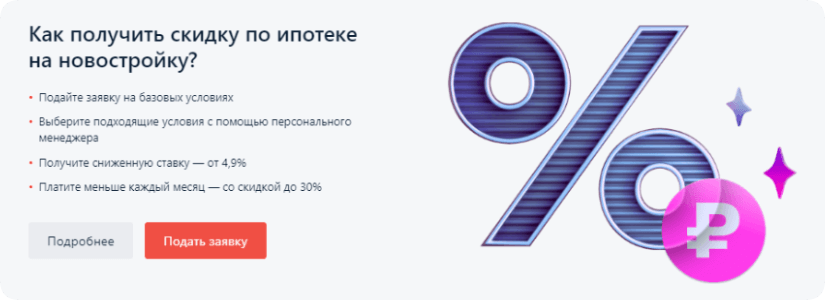 Как получить скидку по ипотеке
на новостройку?
• Подайте заявку на базовых условиях
• Выберите подходящие условия с помощью персонального
менеджера
• Получите сниженную ставку — от 4,9%
• Платите меньше каждый месяц — со скидкой до 30%
Подробнее
Подать заявку
%
₽